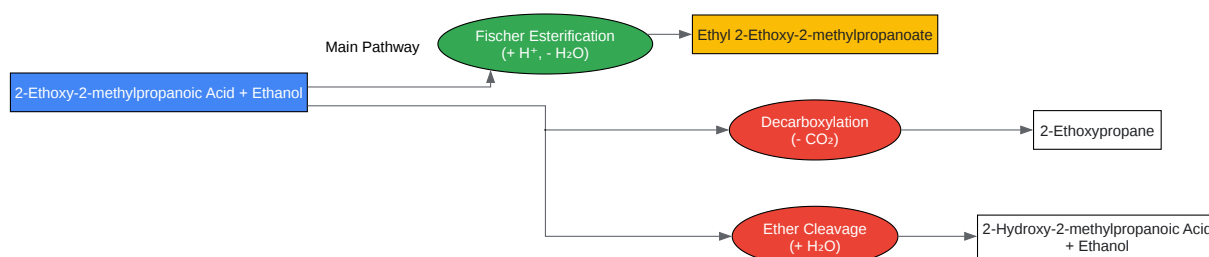 Fischer Esterification
(+ H⁺, - H₂O)
Ethyl 2-Ethoxy-2-methylpropanoate
Main Pathway
2-Ethoxy-2-methylpropanoic Acid + Ethanol
Decarboxylation
(- CO₂)
2-Ethoxypropane
Ether Cleavage
(+ H₂O)
2-Hydroxy-2-methylpropanoic Acid
+ Ethanol